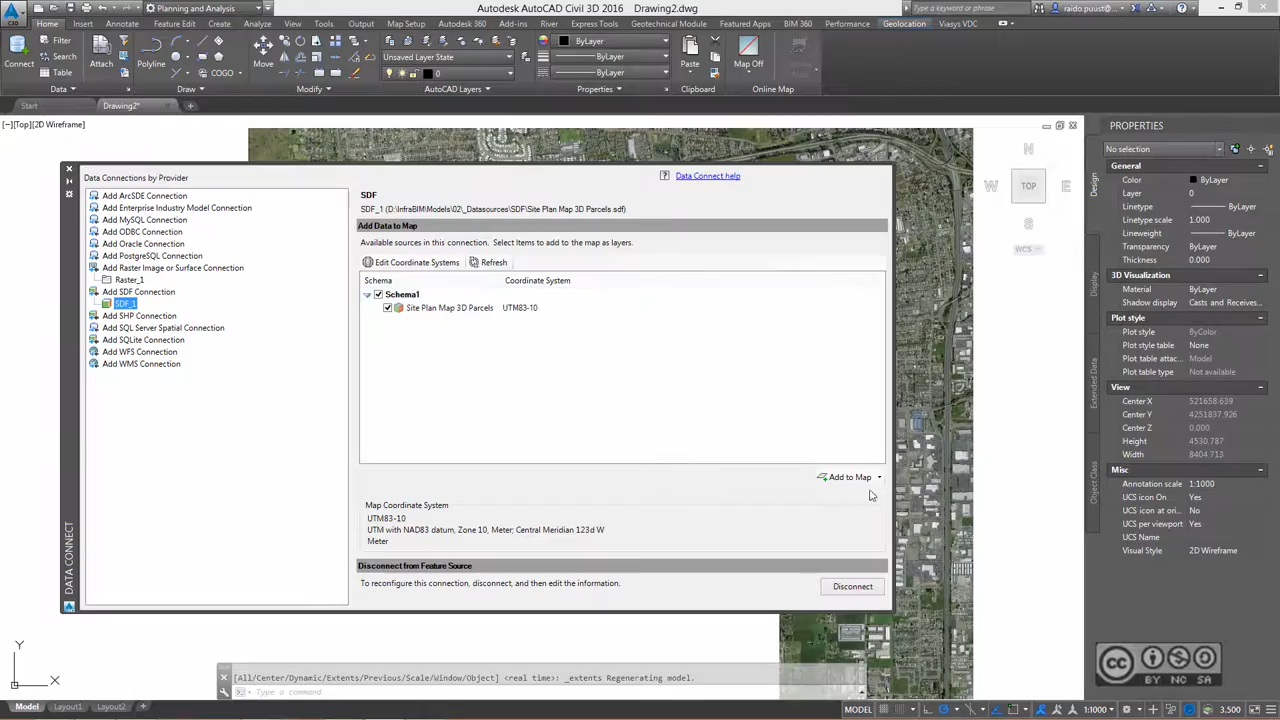 Planning and Analysis
Autodesk AutoCAD Civil 3D 2016 Drawing2.dwg
Type a keyword or phrase
raido.puust@...
Home Insert Annotate Feature Edit Create Analyze View Tools Output Map Setup Autodesk 360 Add-ins River Express Tools Geotechnical Module Featured Apps BIM 360 Performance Geolocation Viasys VDC
Connect
Filter
Search
Table
Attach
Polyline
COGO
Move
Unsaved Layer State
0
ByLayer
ByLayer
ByLayer
Paste
Map Off
Data Draw Modify AutoCAD Layers Properties Clipboard Online Map
Start Drawing2*
[−][Top][2D Wireframe]
N
W TOP E
S
WCS
DATA CONNECT
Data Connections by Provider
Add ArcSDE Connection
Add Enterprise Industry Model Connection
Add MySQL Connection
Add ODBC Connection
Add Oracle Connection
Add PostgreSQL Connection
Add Raster Image or Surface Connection
Raster_1
Add SDF Connection
SDF_1
Add SHP Connection
Add SQL Server Spatial Connection
Add SQLite Connection
Add WFS Connection
Add WMS Connection
Data Connect help
SDF
SDF_1 (D:\InfraBIM\Models\02\_Datasources\SDF\Site Plan Map 3D Parcels.sdf)
Add Data to Map
Available sources in this connection. Select Items to add to the map as layers.
Edit Coordinate Systems Refresh
Schema Coordinate System
Schema1
Site Plan Map 3D Parcels UTM83-10
Add to Map
Map Coordinate System
UTM83-10
UTM with NAD83 datum, Zone 10, Meter; Central Meridian 123d W
Meter
Disconnect from Feature Source
To reconfigure this connection, disconnect, and then edit the information.
Disconnect
PROPERTIES
No selection
Design
Display
Extended Data
Object Class
General
Color ByLayer
Layer 0
Linetype ByLayer
Linetype scale 1.000
Lineweight ByLayer
Transparency ByLayer
Thickness 0.000
3D Visualization
Material ByLayer
Shadow display Casts and Receives...
Plot style
Plot style ByColor
Plot style table None
Plot table attac... Model
Plot table type Not available
View
Center X 521658.639
Center Y 4251837.926
Center Z 0.000
Height 4530.787
Width 8404.713
Misc
Annotation scale 1:1000
UCS icon On Yes
UCS icon at ori... No
UCS per viewport Yes
UCS Name
Visual Style 2D Wireframe
Y
X
[All/Center/Dynamic/Extents/Previous/Scale/Window/Object] <real time>: _extents Regenerating model.
Type a command
cc
BY NC SA
Model Layout1 Layout2
MODEL 1:1000 3.500